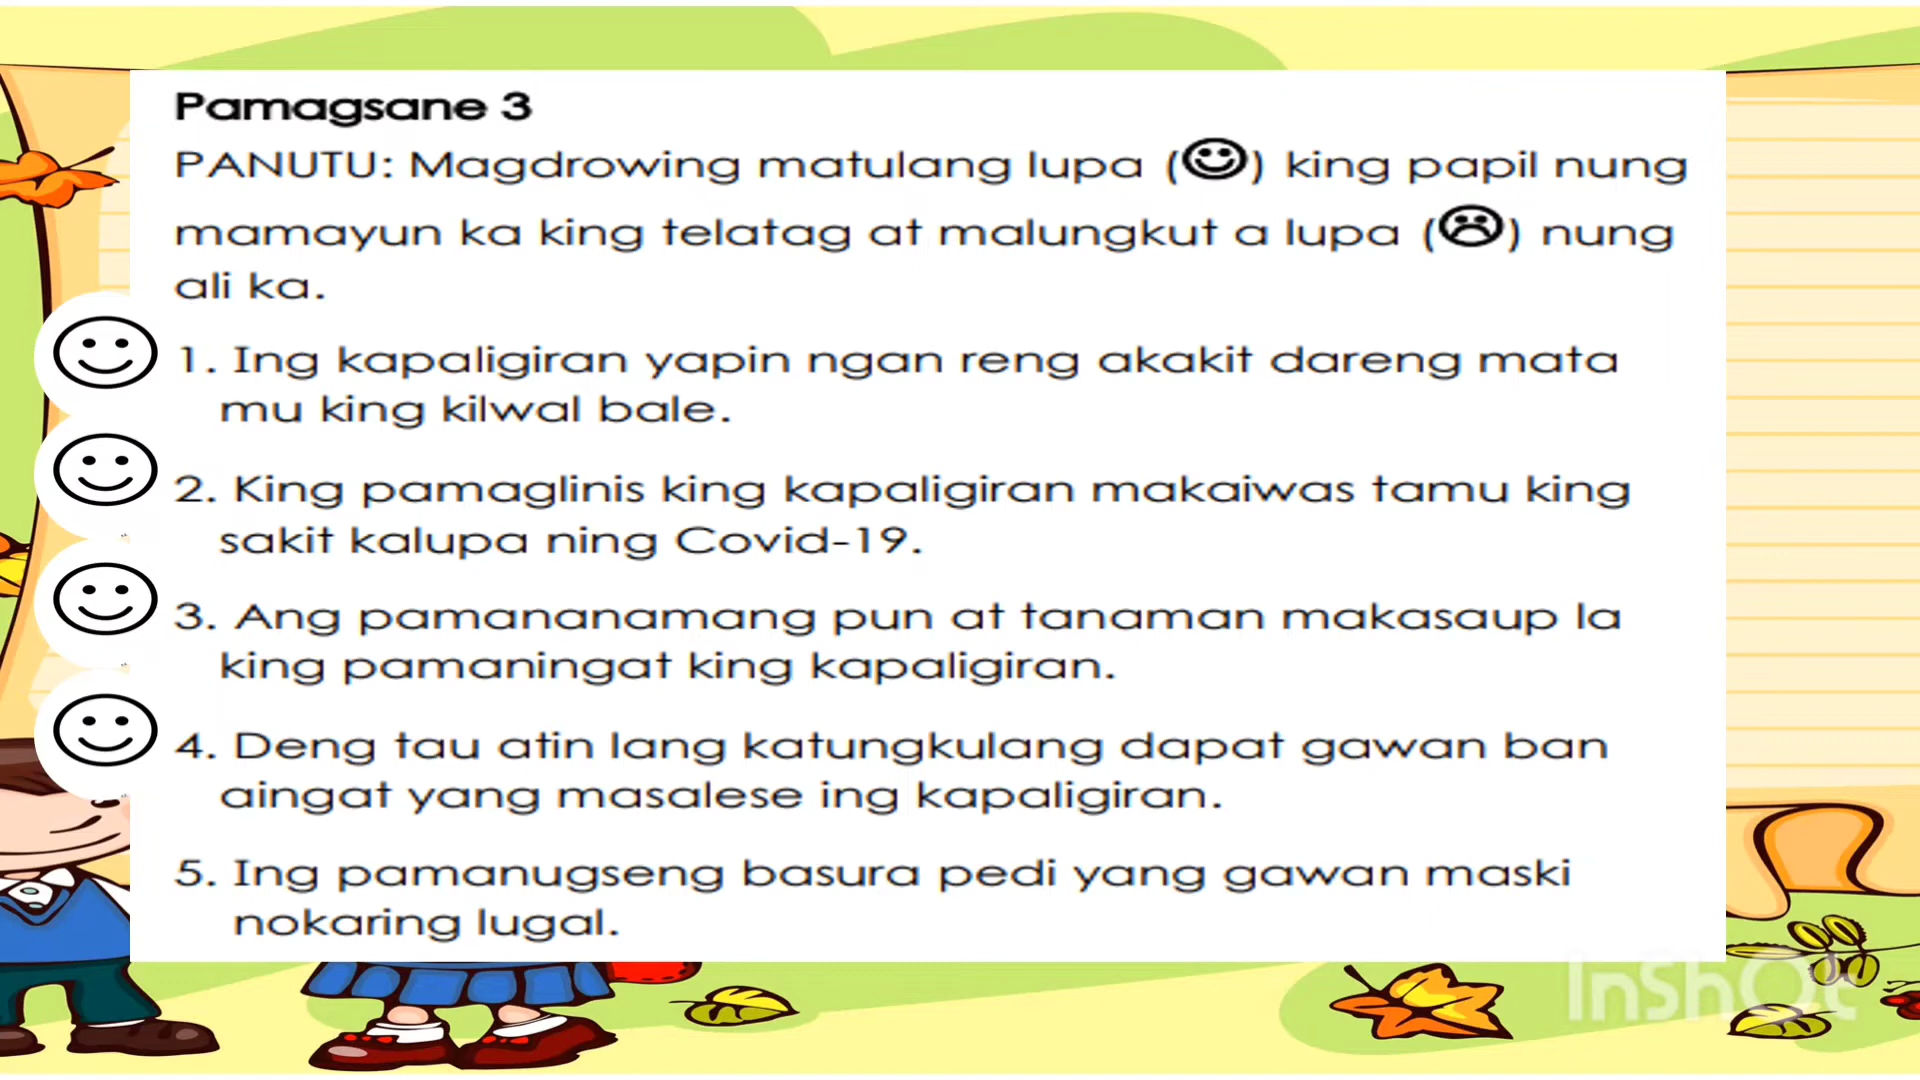 Pamagsane 3
PANUTU: Magdrowing matulang lupa (☺) king papil nung
mamayun ka king telatag at malungkut a lupa (☹) nung
ali ka.
1. Ing kapaligiran yapin ngan reng akakit dareng mata
mu king kilwal bale.
2. King pamaglinis king kapaligiran makaiwas tamu king
sakit kalupa ning Covid-19.
3. Ang pamananamang pun at tanaman makasaup la
king pamaningat king kapaligiran.
4. Deng tau atin lang katungkulang dapat gawan ban
aingat yang masalese ing kapaligiran.
5. Ing pamanugseng basura pedi yang gawan maski
nokaring lugal.
InShOt